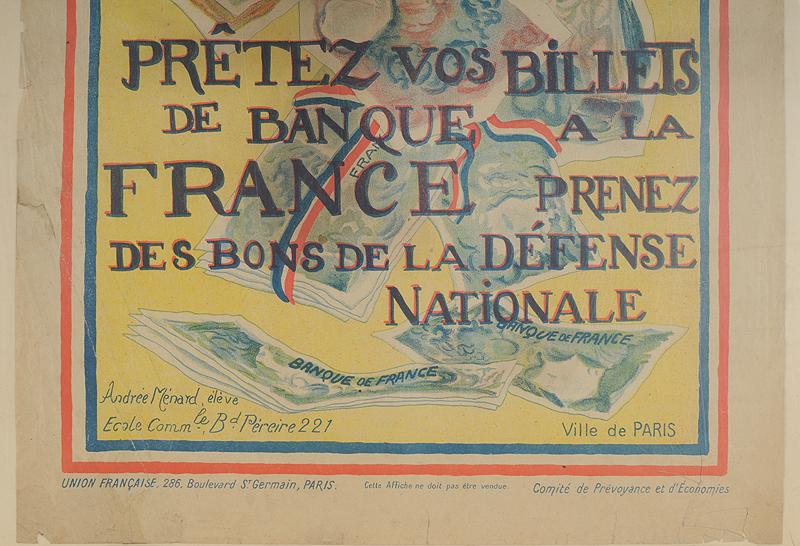 PRÊTEZ VOS BILLETS
DE BANQUE A LA
FRAN
FRANCE PRENEZ
DES BONS DE LA DÉFENSE
NATIONALE
BANQUE DE FRANCE
BANQUE DE FRANCE
Andrée Ménard, élève
Ecole Comm.le, Bd Péreire 221
Ville de PARIS
UNION FRANÇAISE, 286, Boulevard St Germain, PARIS.
Cette Affiche ne doit pas être vendue.
Comité de Prévoyance et d'Économies